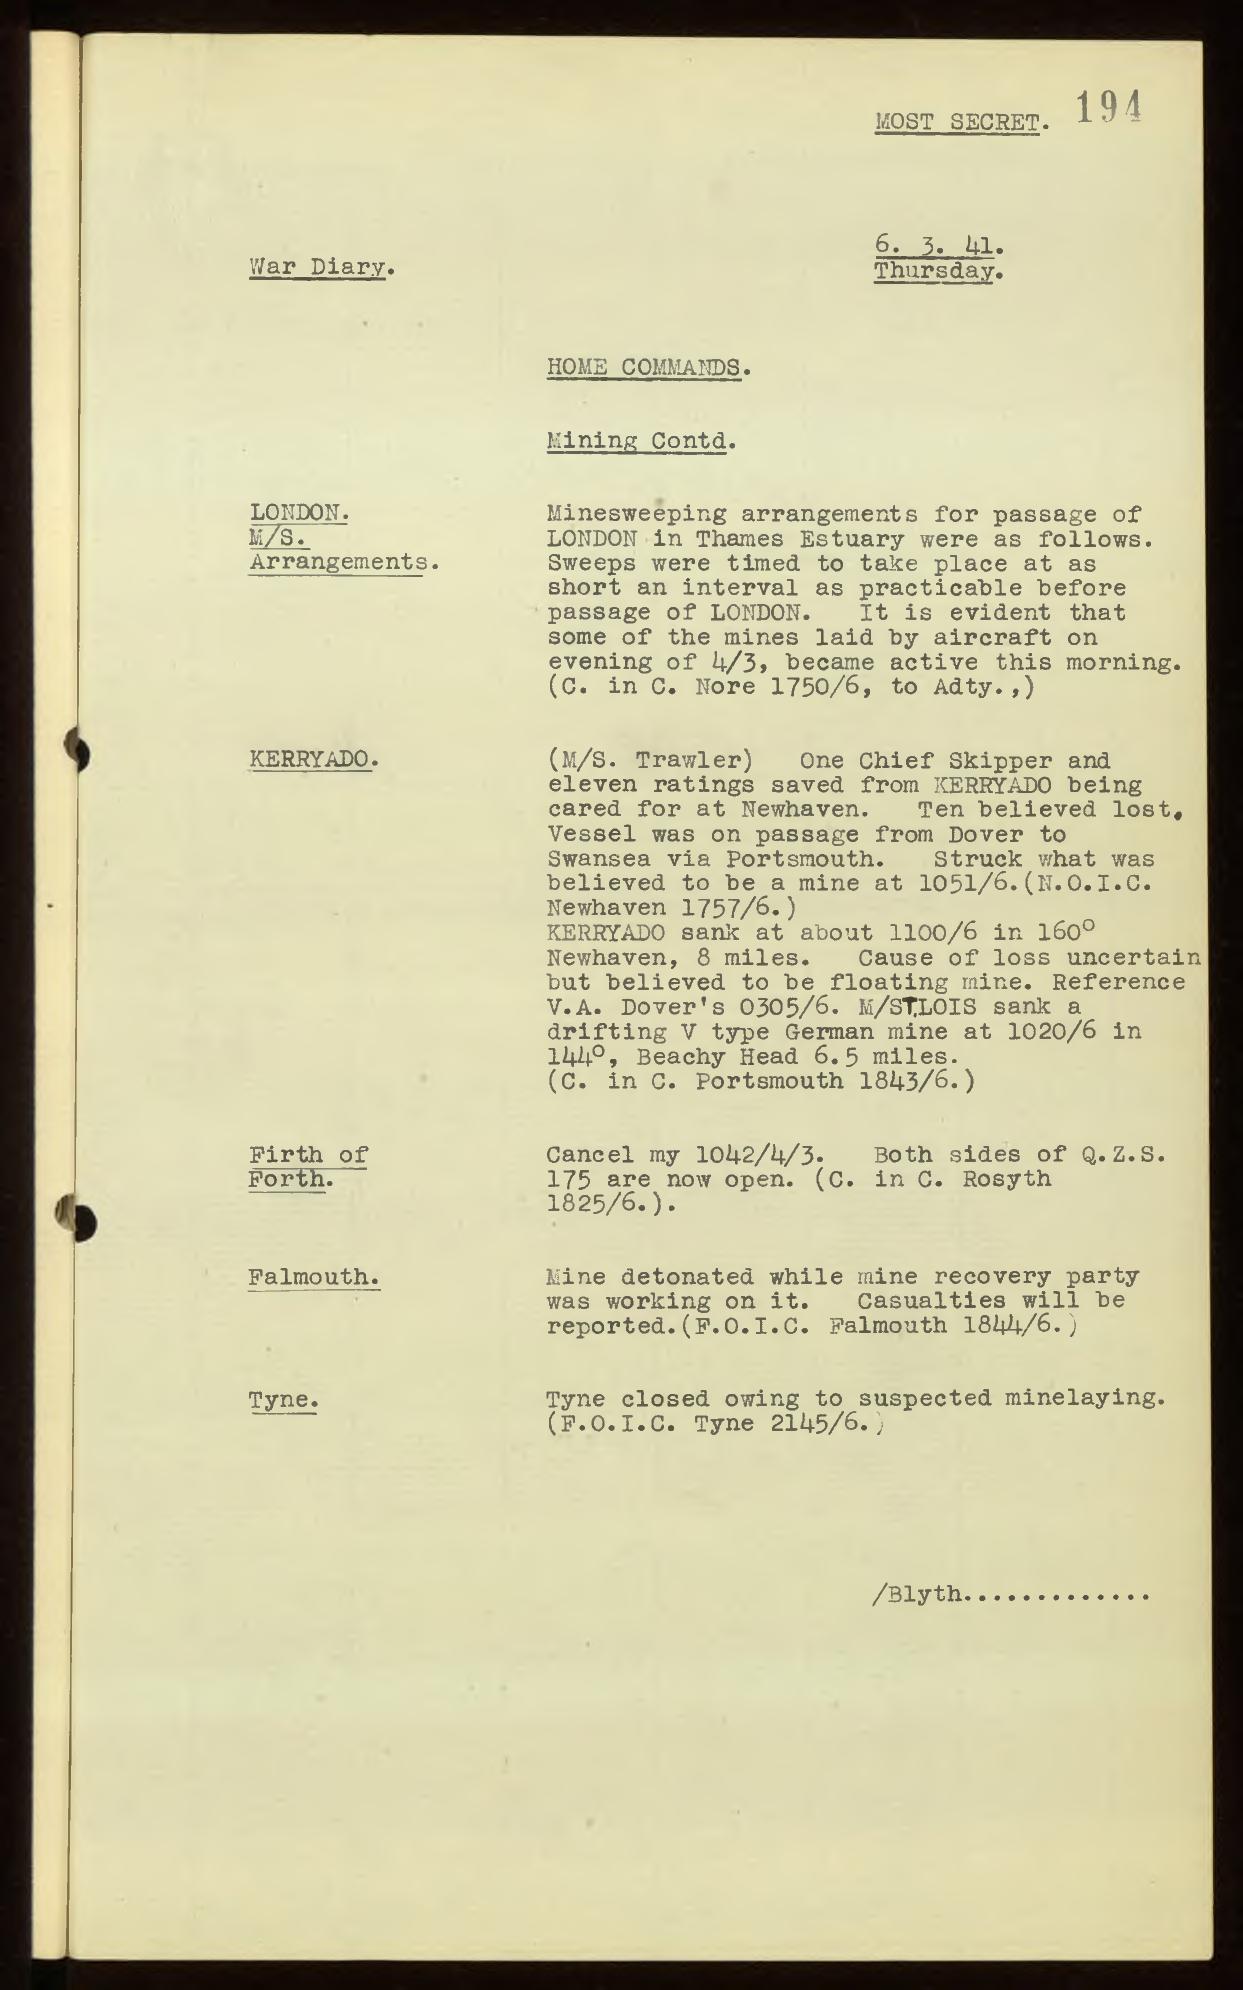 MOST SECRET. 194
6. 3. 41.
War Diary.
Thursday.
HOME COMMANDS.
Mining Contd.
LONDON.
M/S.
Arrangements.
Minesweeping arrangements for passage of
LONDON in Thames Estuary were as follows.
Sweeps were timed to take place at as
short an interval as practicable before
passage of LONDON. It is evident that
some of the mines laid by aircraft on
evening of 4/3, became active this morning.
(C. in C. Nore 1750/6, to Adty.,)
KERRYADO.
(M/S. Trawler) One Chief Skipper and
eleven ratings saved from KERRYADO being
cared for at Newhaven. Ten believed lost.
Vessel was on passage from Dover to
Swansea via Portsmouth. Struck what was
believed to be a mine at 1051/6.(N.O.I.C.
Newhaven 1757/6.)
KERRYADO sank at about 1100/6 in 160°
Newhaven, 8 miles. Cause of loss uncertain
but believed to be floating mine. Reference
V.A. Dover's 0305/6. M/ST.LOIS sank a
drifting V type German mine at 1020/6 in
144°, Beachy Head 6.5 miles.
(C. in C. Portsmouth 1843/6.)
Firth of
Forth.
Cancel my 1042/4/3. Both sides of Q.Z.S.
175 are now open. (C. in C. Rosyth
1825/6.).
Falmouth.
Mine detonated while mine recovery party
was working on it. Casualties will be
reported.(F.O.I.C. Falmouth 1844/6.)
Tyne.
Tyne closed owing to suspected minelaying.
(F.O.I.C. Tyne 2145/6.)
/Blyth.............